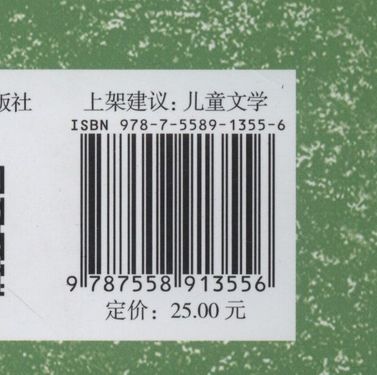 版社
上架建议：儿童文学
ISBN 978-7-5589-1355-6
9 787558 913556
定价：25.00 元